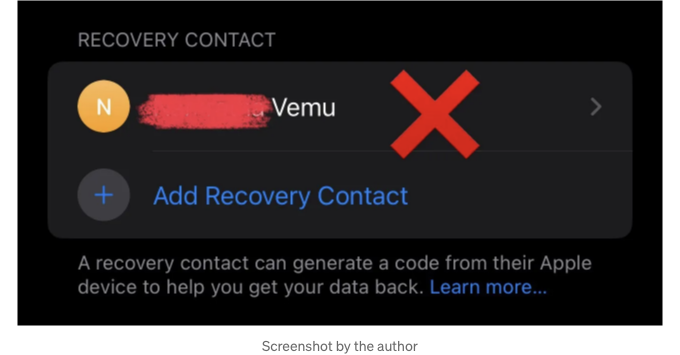 RECOVERY CONTACT
N
Vemu
Add Recovery Contact
A recovery contact can generate a code from their Apple
device to help you get your data back. Learn more...
Screenshot by the author